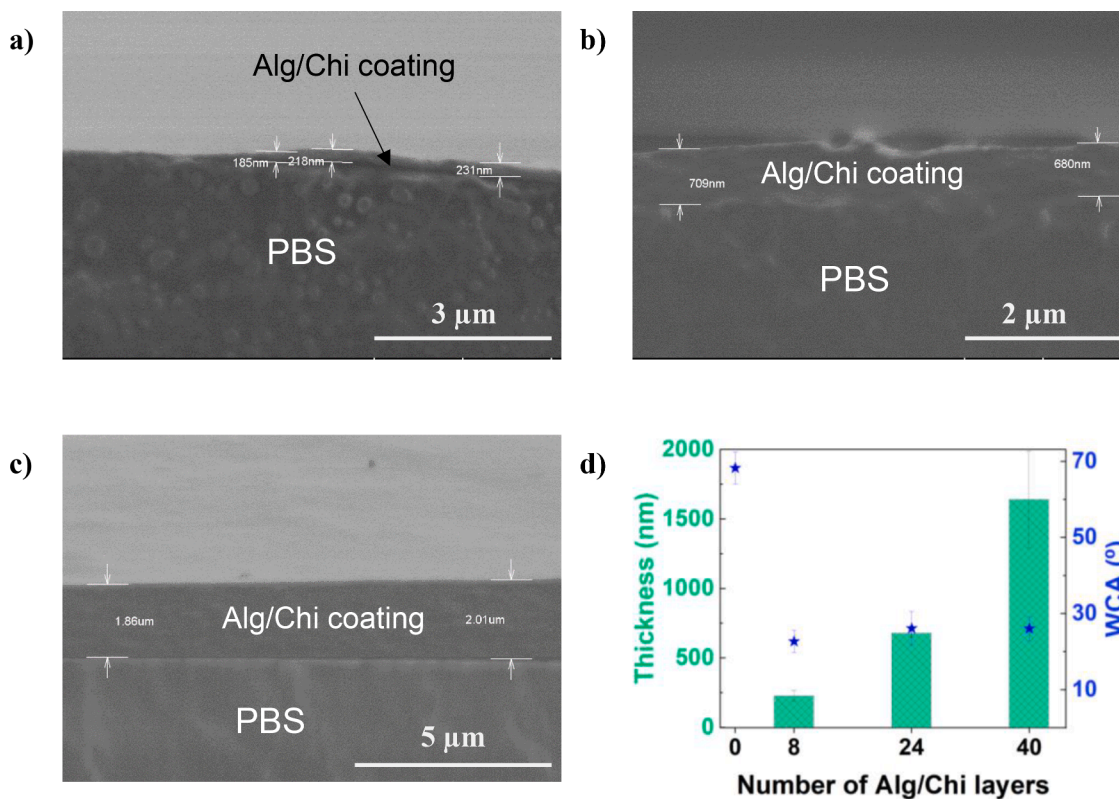 a)
Alg/Chi coating
185nm
218nm
231nm
PBS
3 µm
b)
709nm
Alg/Chi coating
680nm
PBS
2 µm
c)
1.86um
Alg/Chi coating
2.01um
PBS
5 µm
d)
Thickness (nm)
2000
1500
1000
500
0
70
50
30
10
WCA (º)
0 8 24 40
Number of Alg/Chi layers